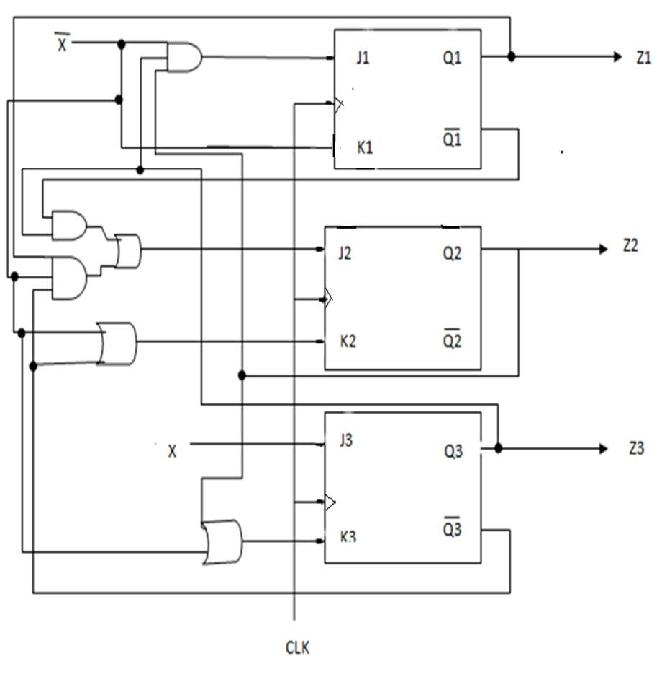 X̅
J1 Q1 Z1
K1 Q̅1̅
J2 Q2 Z2
K2 Q̅2̅
X J3 Q3 Z3
K3 Q̅3̅
CLK